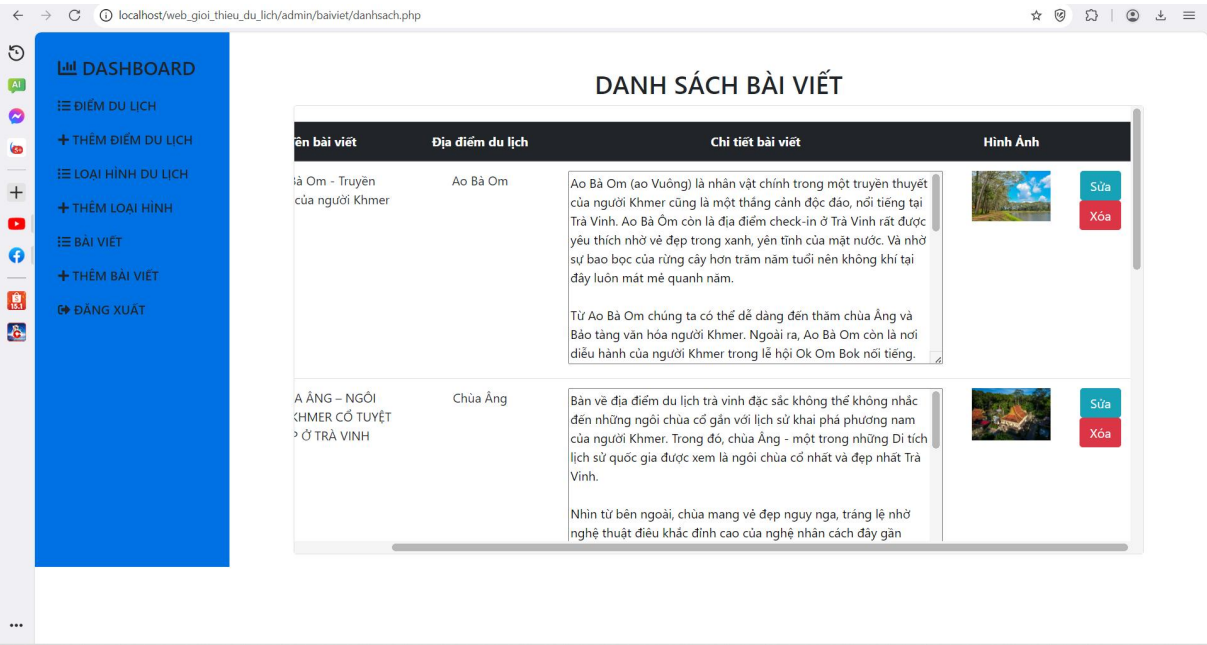 localhost/web_gioi_thieu_du_lich/admin/baiviet/danhsach.php
AI
DASHBOARD
ĐIỂM DU LỊCH
THÊM ĐIỂM DU LỊCH
LOẠI HÌNH DU LỊCH
THÊM LOẠI HÌNH
BÀI VIẾT
THÊM BÀI VIẾT
ĐĂNG XUẤT
DANH SÁCH BÀI VIẾT
ên bài viết Địa điểm du lịch Chi tiết bài viết Hình Ảnh
Bà Om - Truyền
của người Khmer
Ao Bà Om
Ao Bà Om (ao Vuông) là nhân vật chính trong một truyền thuyết
của người Khmer cũng là một thắng cảnh độc đáo, nổi tiếng tại
Trà Vinh. Ao Bà Ôm còn là địa điểm check-in ở Trà Vinh rất được
yêu thích nhờ vẻ đẹp trong xanh, yên tĩnh của mặt nước. Và nhờ
sự bao bọc của rừng cây hơn trăm năm tuổi nên không khí tại
đây luôn mát mẻ quanh năm.
Từ Ao Bà Om chúng ta có thể dễ dàng đến thăm chùa Âng và
Bảo tàng văn hóa người Khmer. Ngoài ra, Ao Bà Om còn là nơi
diễu hành của người Khmer trong lễ hội Ok Om Bok nổi tiếng.
Sửa
Xóa
A ÂNG – NGÔI
KHMER CỔ TUYỆT
P Ở TRÀ VINH
Chùa Âng
Bàn về địa điểm du lịch trà vinh đặc sắc không thể không nhắc
đến những ngôi chùa cổ gắn với lịch sử khai phá phương nam
của người Khmer. Trong đó, chùa Âng - một trong những Di tích
lịch sử quốc gia được xem là ngôi chùa cổ nhất và đẹp nhất Trà
Vinh.
Nhìn từ bên ngoài, chùa mang vẻ đẹp nguy nga, tráng lệ nhờ
nghệ thuật điêu khắc đỉnh cao của nghệ nhân cách đây gần
Sửa
Xóa